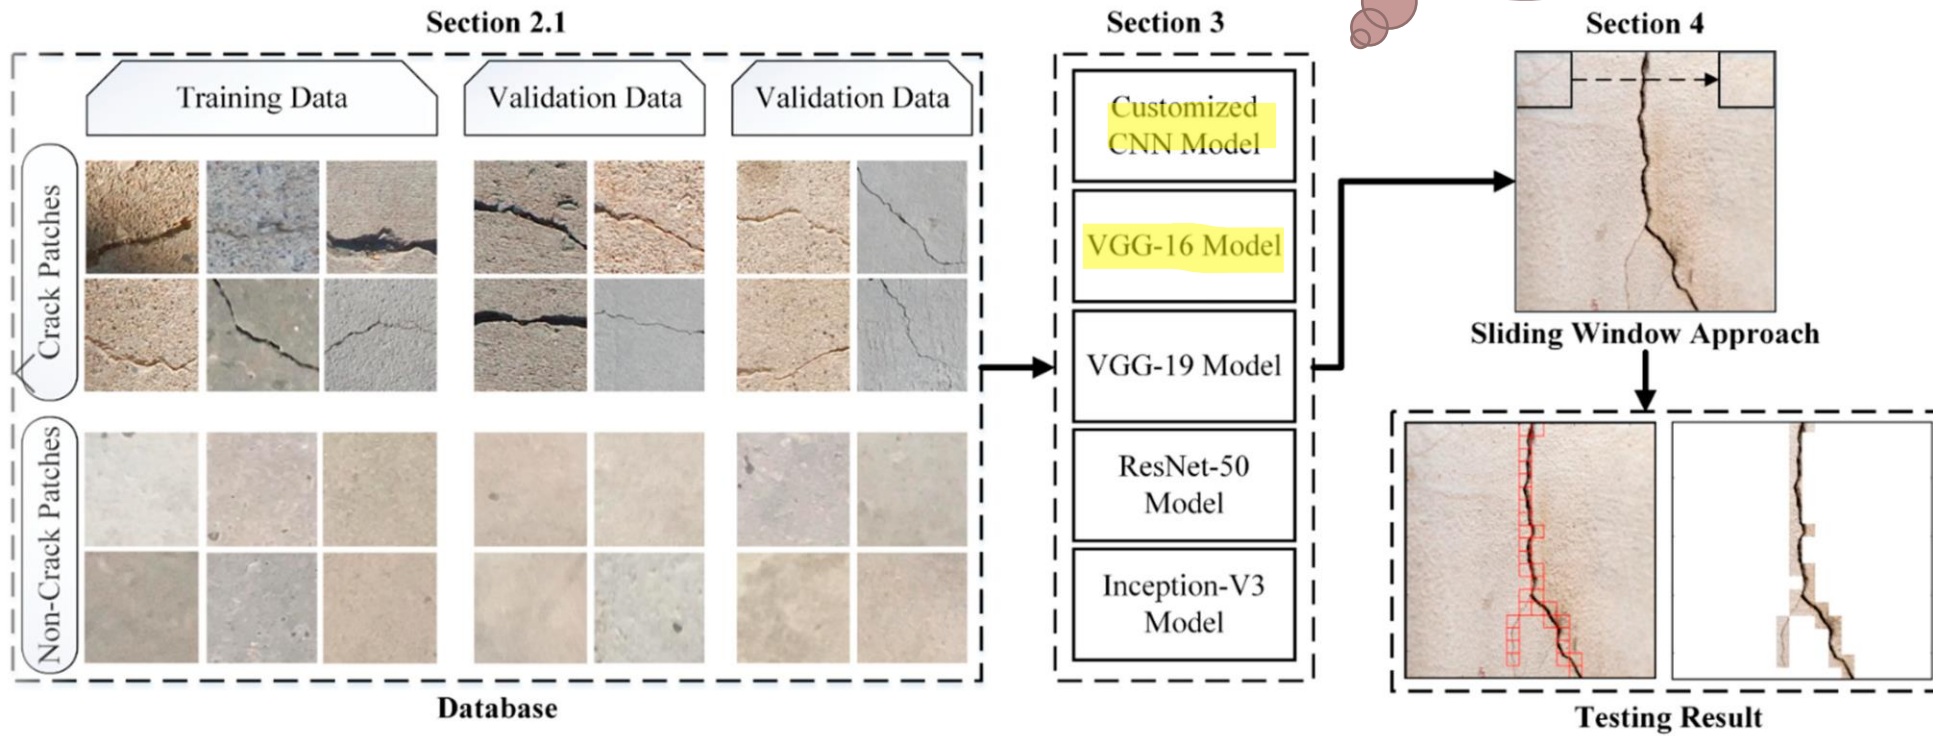 Section 2.1
Training Data
Validation Data
Validation Data
Crack Patches
Non-Crack Patches
Database
Section 3
Customized
CNN Model
VGG-16 Model
VGG-19 Model
ResNet-50
Model
Inception-V3
Model
Section 4
Sliding Window Approach
Testing Result